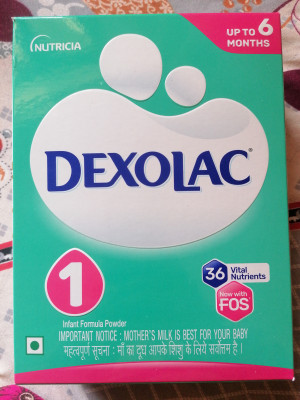 NUTRICIA
UP TO 6
MONTHS
DEXOLAC®
1
36 Vital
Nutrients
Now with
FOS
Infant Formula Powder
IMPORTANT NOTICE : MOTHER'S MILK IS BEST FOR YOUR BABY
महत्वपूर्ण सूचना : माँ का दूध आपके शिशु के लिये सर्वोत्तम है ।